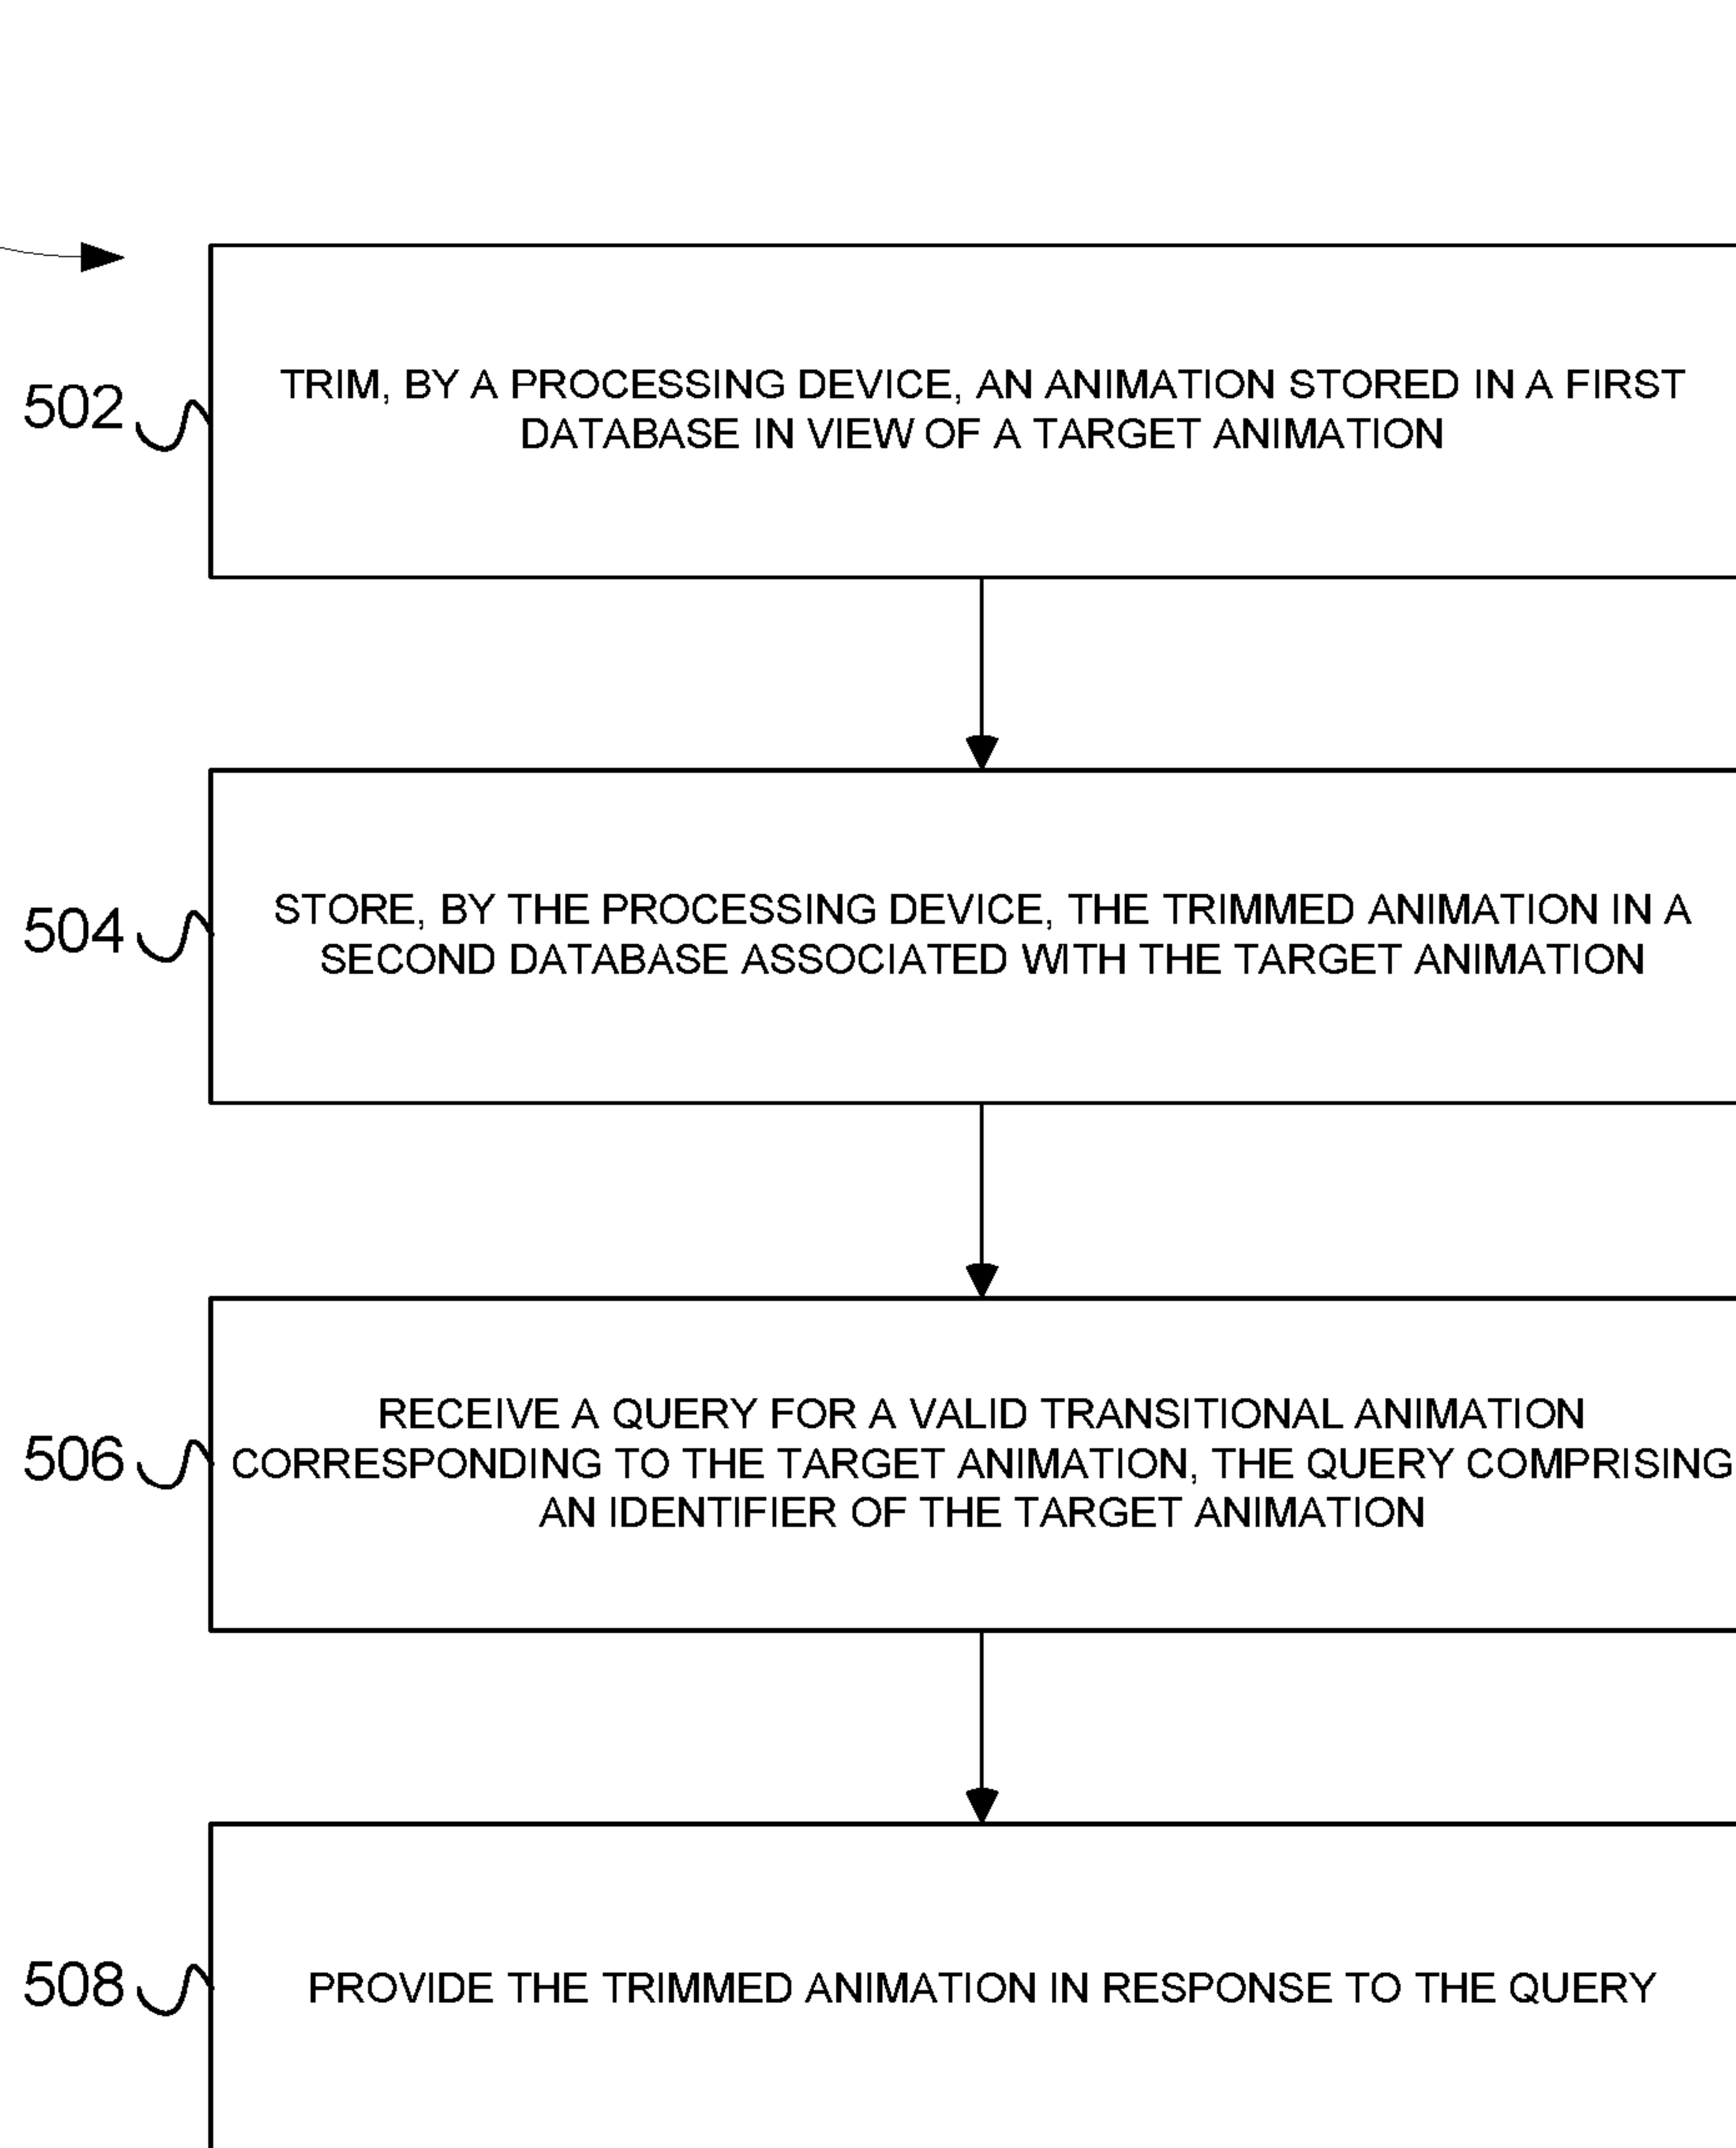 502
TRIM, BY A PROCESSING DEVICE, AN ANIMATION STORED IN A FIRST
DATABASE IN VIEW OF A TARGET ANIMATION
504
STORE, BY THE PROCESSING DEVICE, THE TRIMMED ANIMATION IN A
SECOND DATABASE ASSOCIATED WITH THE TARGET ANIMATION
506
RECEIVE A QUERY FOR A VALID TRANSITIONAL ANIMATION
CORRESPONDING TO THE TARGET ANIMATION, THE QUERY COMPRISING
AN IDENTIFIER OF THE TARGET ANIMATION
508
PROVIDE THE TRIMMED ANIMATION IN RESPONSE TO THE QUERY